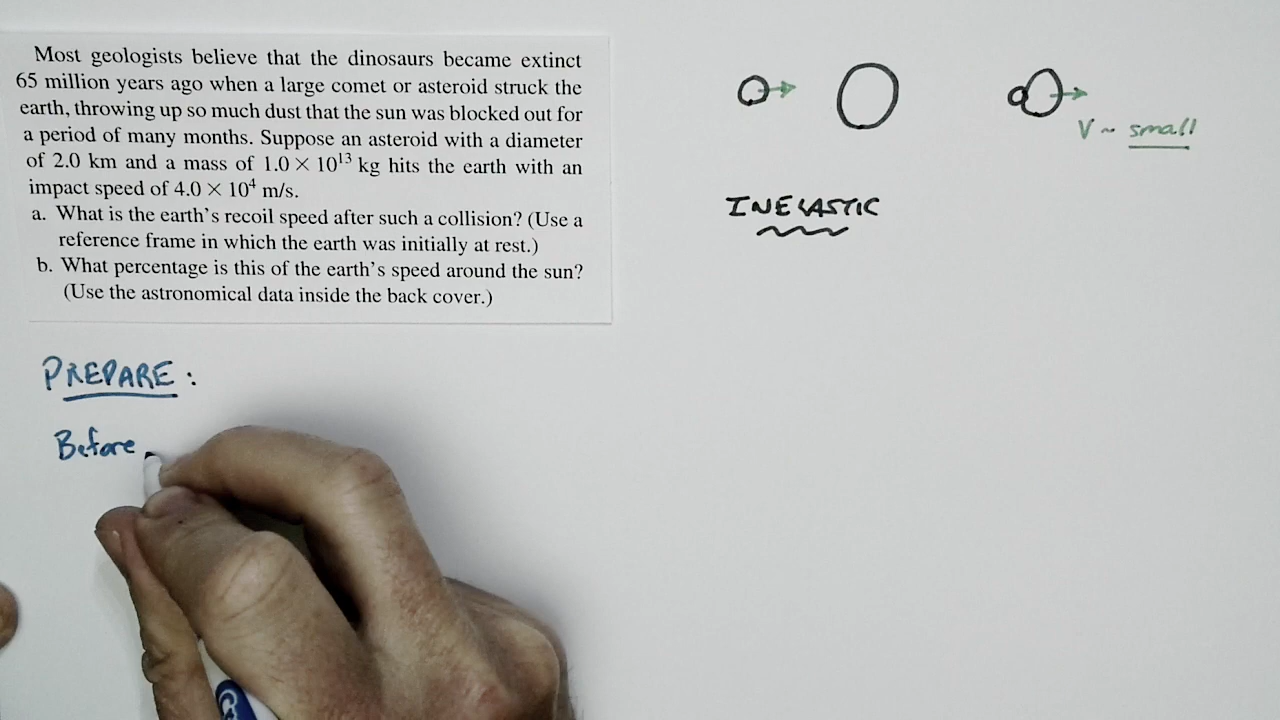 Most geologists believe that the dinosaurs became extinct
65 million years ago when a large comet or asteroid struck the
earth, throwing up so much dust that the sun was blocked out for
a period of many months. Suppose an asteroid with a diameter
of 2.0 km and a mass of 1.0 × 10¹³ kg hits the earth with an
impact speed of 4.0 × 10⁴ m/s.
a. What is the earth's recoil speed after such a collision? (Use a
reference frame in which the earth was initially at rest.)
b. What percentage is this of the earth's speed around the sun?
(Use the astronomical data inside the back cover.)
V ~ small
INELASTIC
PREPARE:
Before